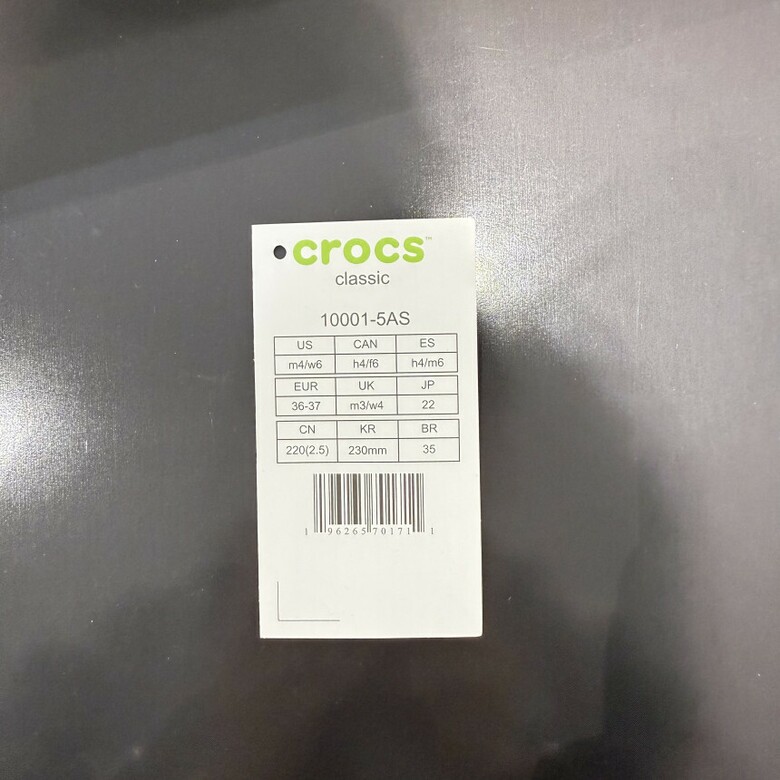 crocs™
classic
10001-5AS
US CAN ES
m4/w6 h4/f6 h4/m6
EUR UK JP
36-37 m3/w4 22
CN KR BR
220(2.5) 230mm 35
1 96265 70171 1